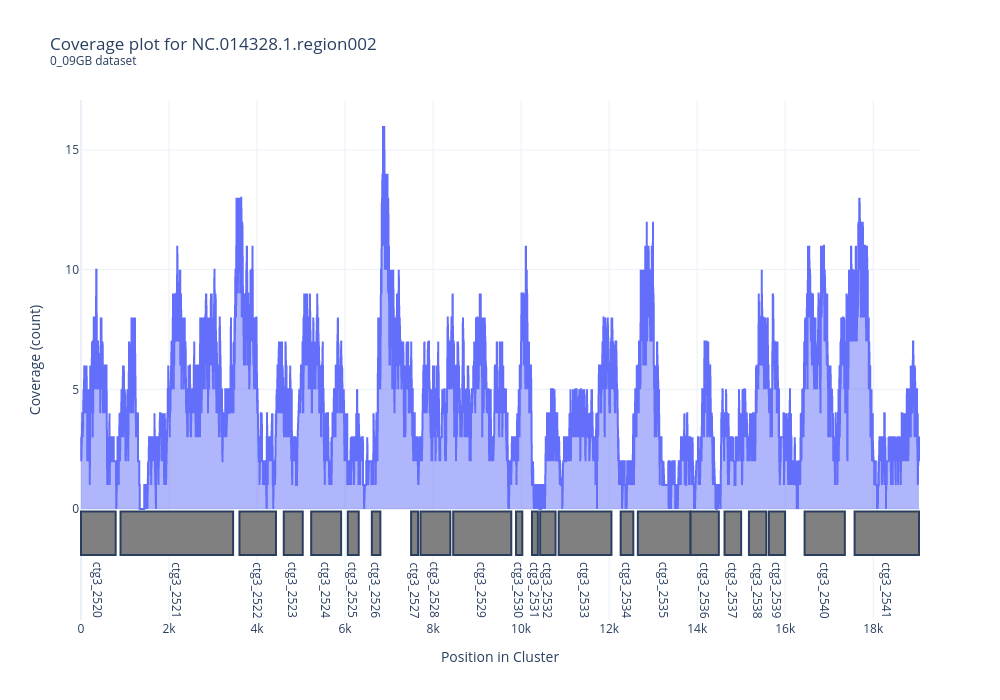 Coverage plot for NC.014328.1.region002
0_09GB dataset
Coverage (count)
15
10
5
0
ctg3_2520
ctg3_2521
ctg3_2522
ctg3_2523
ctg3_2524
ctg3_2525
ctg3_2526
ctg3_2527
ctg3_2528
ctg3_2529
ctg3_2530
ctg3_2531
ctg3_2532
ctg3_2533
ctg3_2534
ctg3_2535
ctg3_2536
ctg3_2537
ctg3_2538
ctg3_2539
ctg3_2540
ctg3_2541
0 2k 4k 6k 8k 10k 12k 14k 16k 18k
Position in Cluster